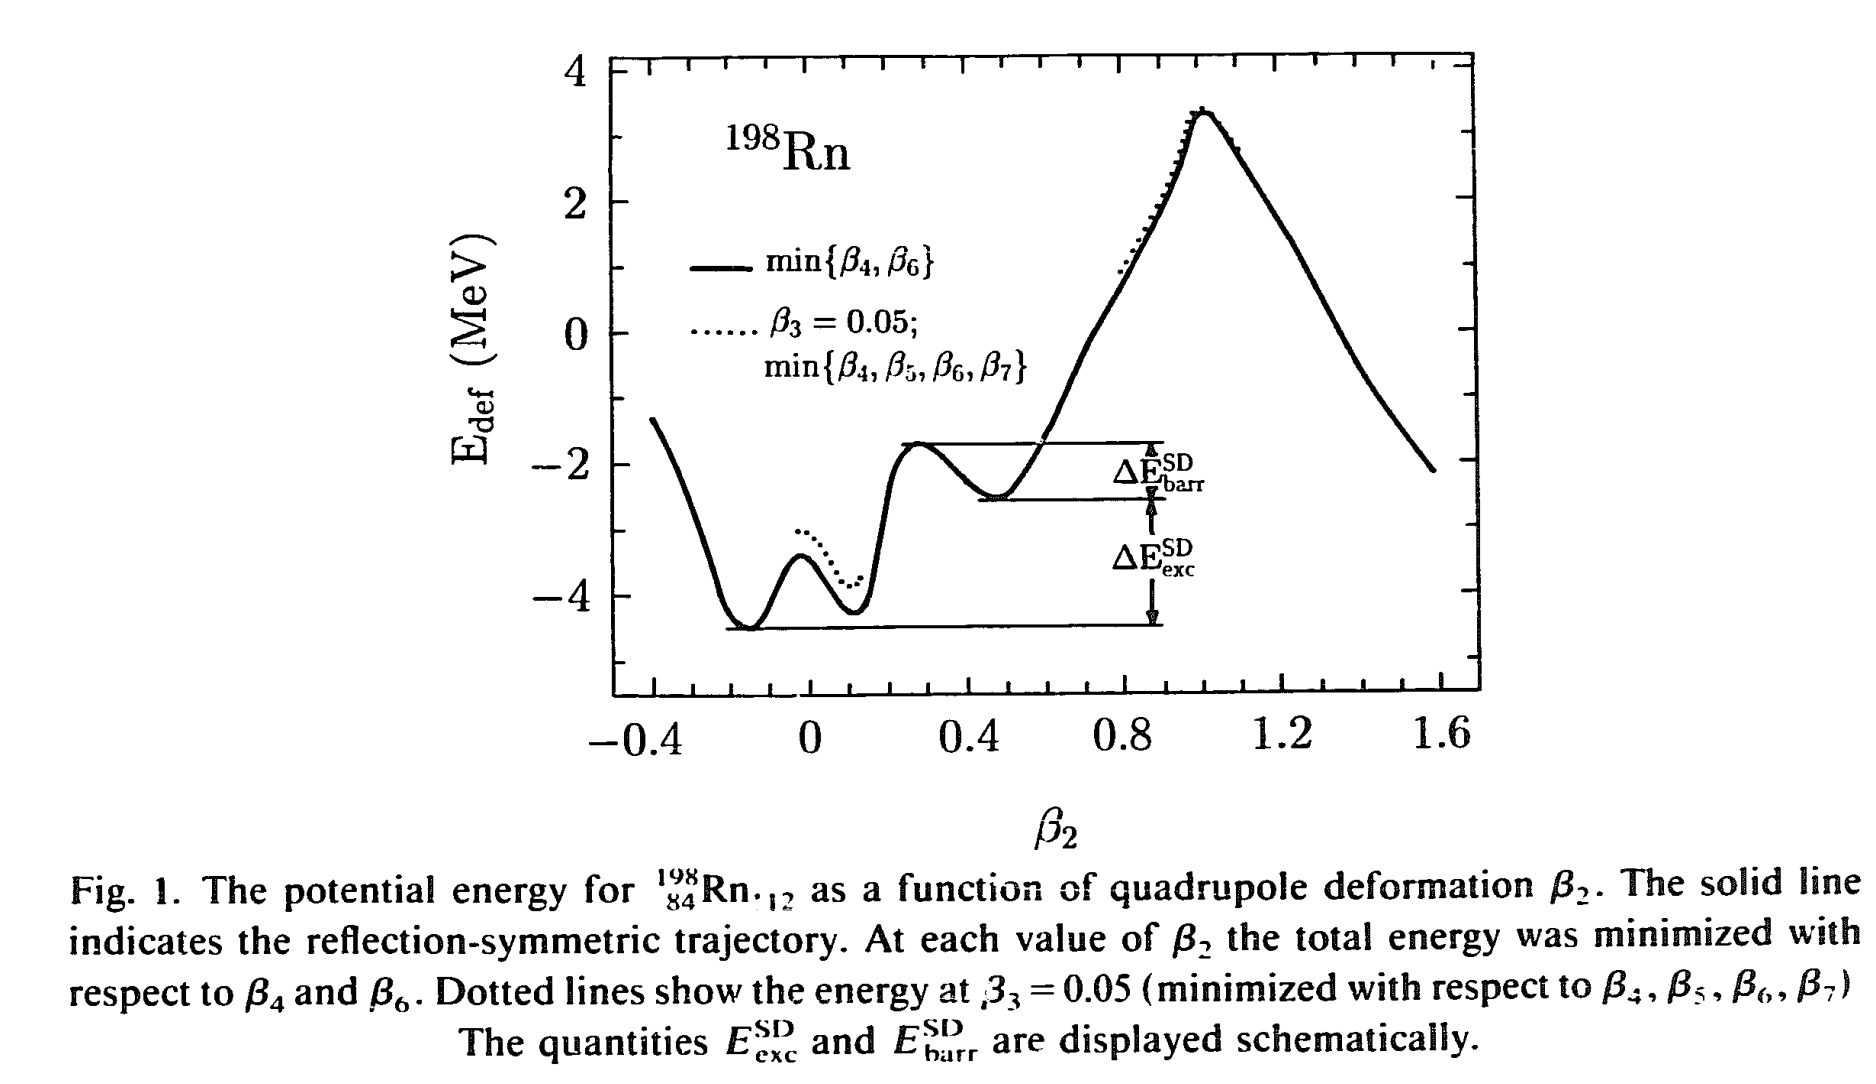 4
2
0
−2
−4
E_def (MeV)
¹⁹⁸Rn
min{β₄, β₆}
β₃ = 0.05;
min{β₄, β₅, β₆, β₇}
ΔE^SD_barr
ΔE^SD_exc
−0.4 0 0.4 0.8 1.2 1.6
β₂
Fig. 1. The potential energy for ¹⁹⁸₈₄Rn.₁₁₂ as a function of quadrupole deformation β₂. The solid line
indicates the reflection-symmetric trajectory. At each value of β₂ the total energy was minimized with
respect to β₄ and β₆. Dotted lines show the energy at β₃ = 0.05 (minimized with respect to β₄, β₅, β₆, β₇)
The quantities E^SD_exc and E^SD_barr are displayed schematically.